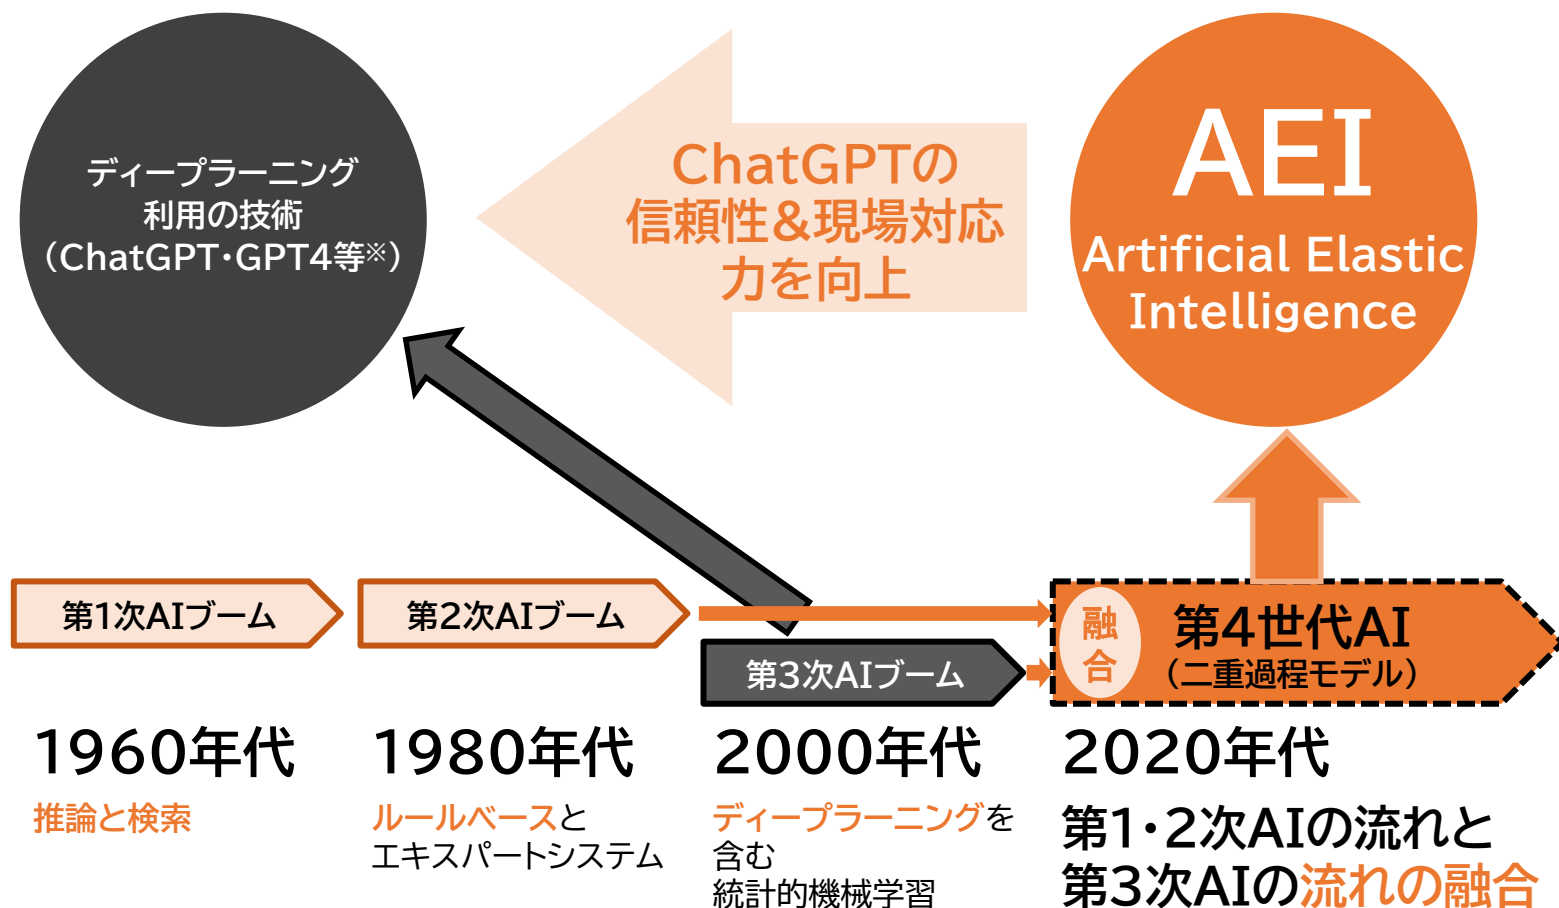 ディープラーニング
利用の技術
（ChatGPT・GPT4等※）
ChatGPTの
信頼性&現場対応
力を向上
AEI
Artificial Elastic
Intelligence
第1次AIブーム
第2次AIブーム
第3次AIブーム
融
合
第4世代AI
（二重過程モデル）
1960年代
推論と検索
1980年代
ルールベースと
エキスパートシステム
2000年代
ディープラーニングを
含む
統計的機械学習
2020年代
第1・2次AIの流れと
第3次AIの流れの融合